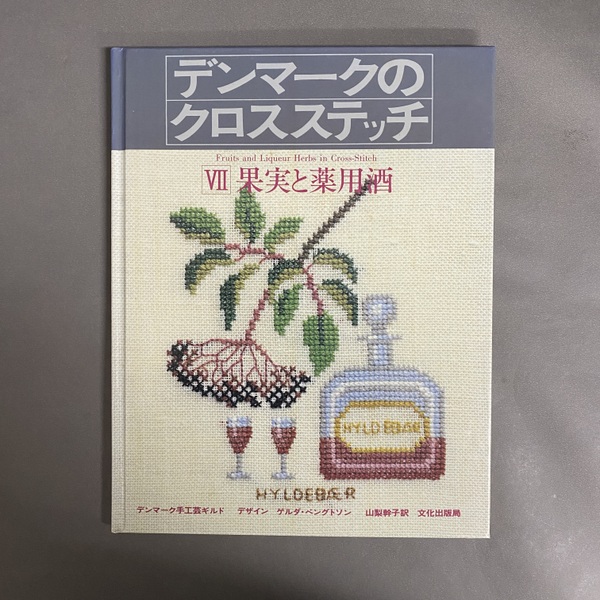 デンマークの
クロスステッチ
Fruits and Liqueur Herbs in Cross-Stitch
VII 果実と薬用酒
HYLDEBÆR
HYLDEBÆR
デンマーク手工芸ギルド デザイン ゲルダ・ベングトソン 山梨幹子訳 文化出版局